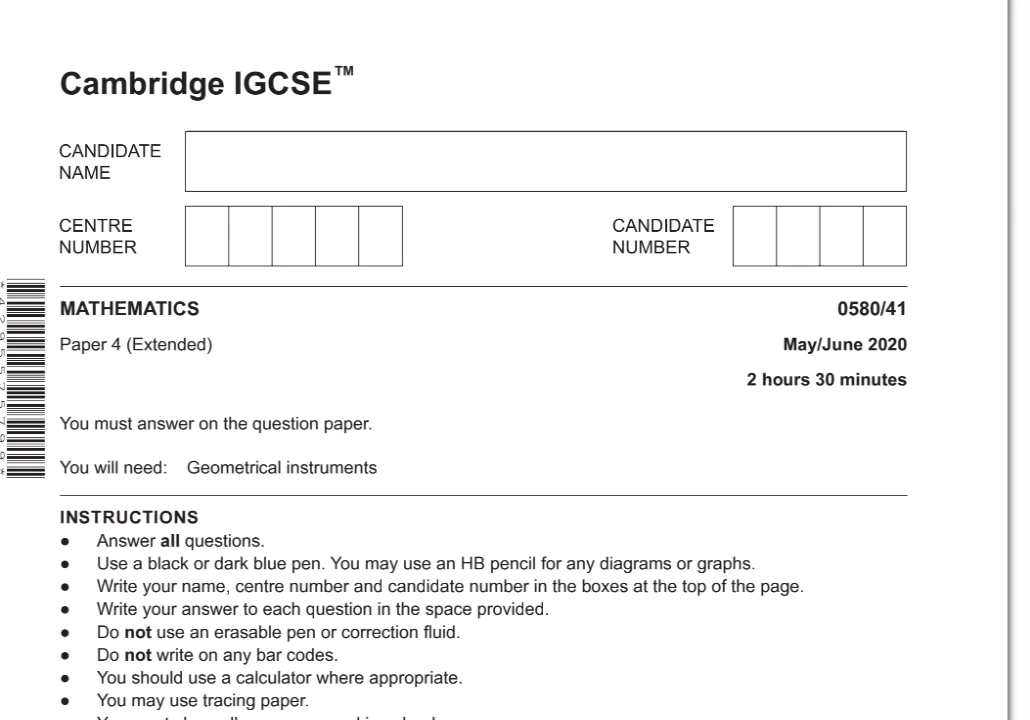 Cambridge IGCSE™
CANDIDATE
NAME
CENTRE
NUMBER
CANDIDATE
NUMBER
MATHEMATICS 0580/41
Paper 4 (Extended) May/June 2020
2 hours 30 minutes
You must answer on the question paper.
You will need: Geometrical instruments
INSTRUCTIONS
● Answer all questions.
● Use a black or dark blue pen. You may use an HB pencil for any diagrams or graphs.
● Write your name, centre number and candidate number in the boxes at the top of the page.
● Write your answer to each question in the space provided.
● Do not use an erasable pen or correction fluid.
● Do not write on any bar codes.
● You should use a calculator where appropriate.
● You may use tracing paper.